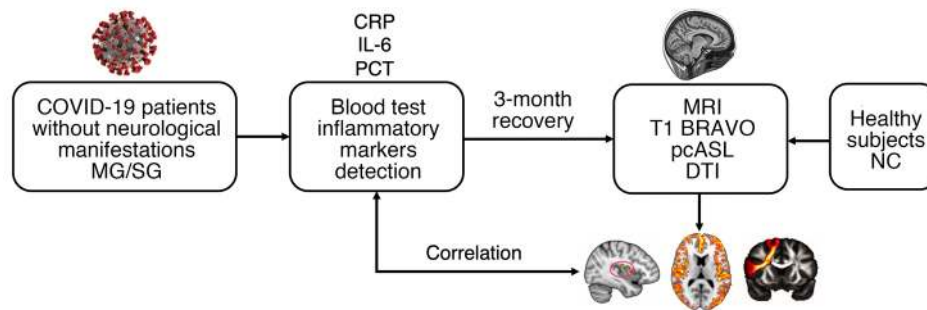 CRP
IL-6
PCT
COVID-19 patients
without neurological
manifestations
MG/SG
Blood test
inflammatory
markers
detection
3-month
recovery
MRI
T1 BRAVO
pcASL
DTI
Healthy
subjects
NC
Correlation